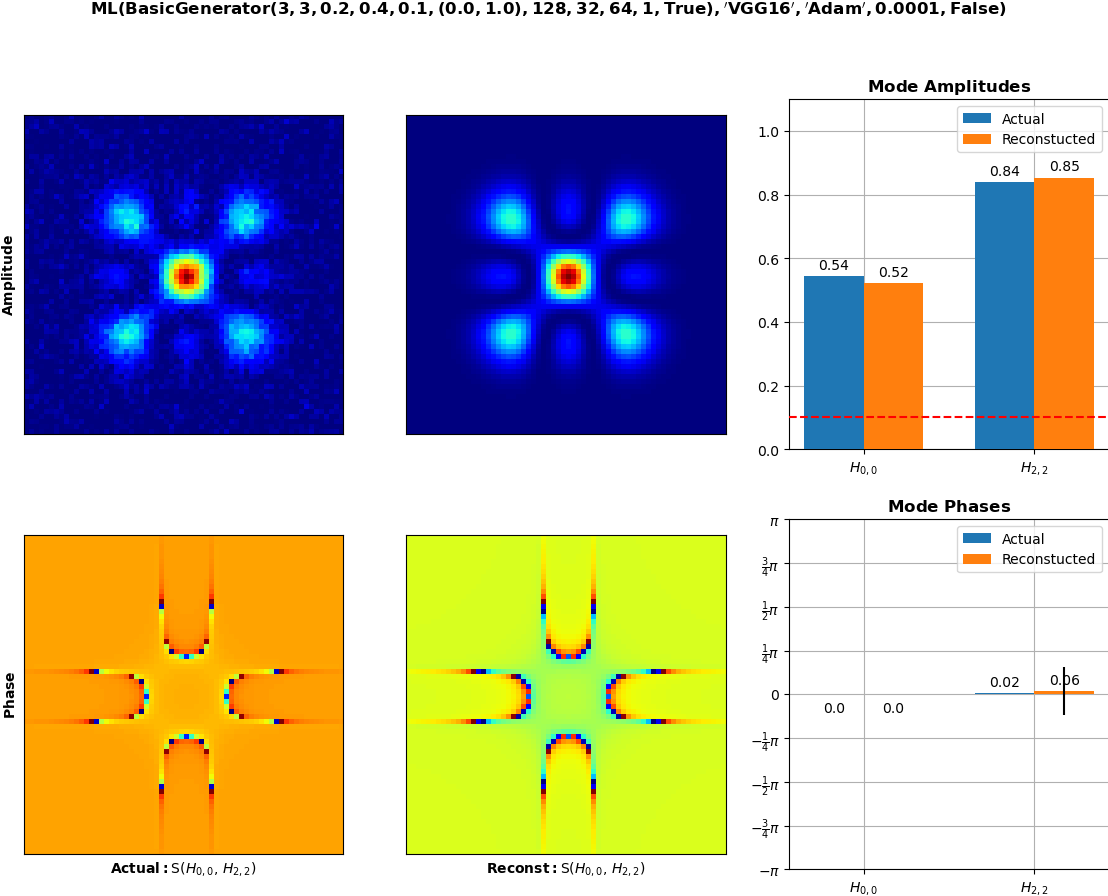 ML(BasicGenerator(3, 3, 0.2, 0.4, 0.1, (0.0, 1.0), 128, 32, 64, 1, True), ′VGG16′, ′Adam′, 0.0001, False)
Mode Amplitudes
Amplitude
Actual
Reconstucted
1.0
0.8
0.6
0.4
0.2
0.0
0.54
0.52
0.84
0.85
H0,0
H2,2
Mode Phases
Phase
Actual
Reconstucted
π
3/4π
1/2π
1/4π
0
−1/4π
−1/2π
−3/4π
−π
0.0
0.0
0.02
0.06
H0,0
H2,2
Actual: S(H0,0, H2,2)
Reconst: S(H0,0, H2,2)